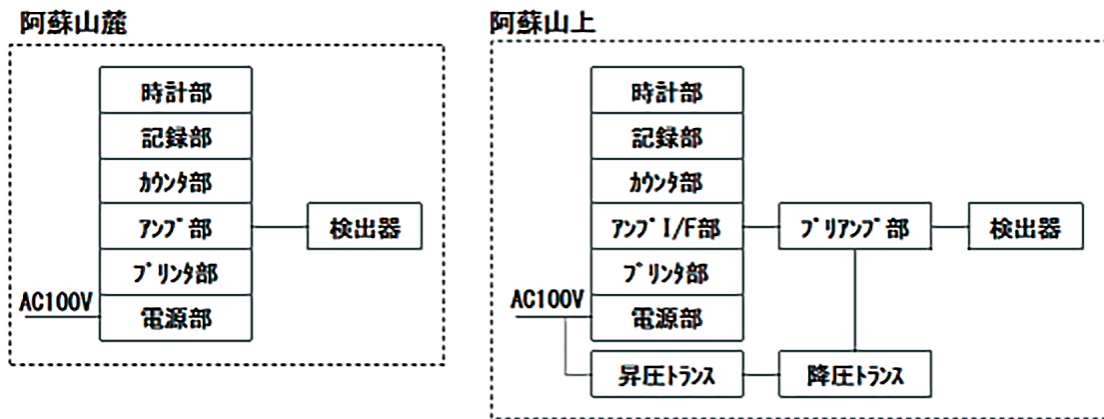 阿蘇山麓
時計部
記録部
ｶｳﾝﾀ部
ｱﾝﾌﾟ部
検出器
ﾌﾟﾘﾝﾀ部
AC100V
電源部
阿蘇山上
時計部
記録部
ｶｳﾝﾀ部
ｱﾝﾌﾟI/F部
ﾌﾟﾘｱﾝﾌﾟ部
検出器
ﾌﾟﾘﾝﾀ部
AC100V
電源部
昇圧ﾄﾗﾝｽ
降圧ﾄﾗﾝｽ